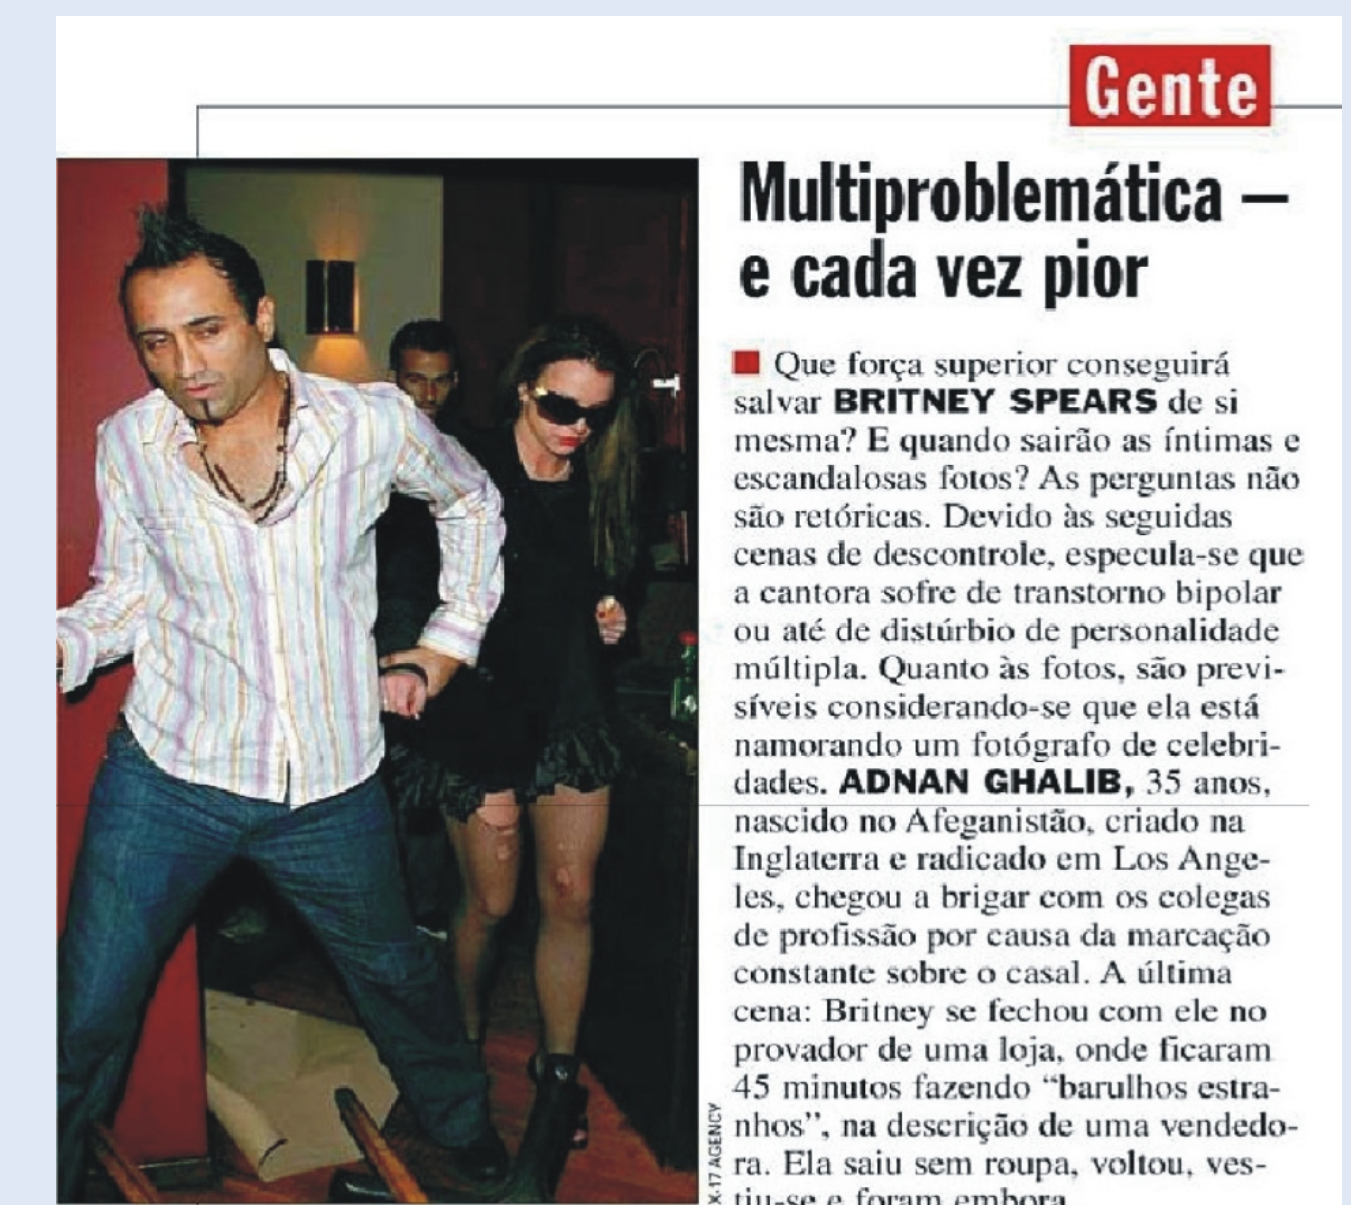 Gente
Multiproblemática —
e cada vez pior
Que força superior conseguirá
salvar BRITNEY SPEARS de si
mesma? E quando sairão as íntimas e
escandalosas fotos? As perguntas não
são retóricas. Devido às seguidas
cenas de descontrole, especula-se que
a cantora sofre de transtorno bipolar
ou até de distúrbio de personalidade
múltipla. Quanto às fotos, são previ-
síveis considerando-se que ela está
namorando um fotógrafo de celebri-
dades. ADNAN GHALIB, 35 anos,
nascido no Afeganistão, criado na
Inglaterra e radicado em Los Ange-
les, chegou a brigar com os colegas
de profissão por causa da marcação
constante sobre o casal. A última
cena: Britney se fechou com ele no
provador de uma loja, onde ficaram
45 minutos fazendo “barulhos estra-
nhos”, na descrição de uma vendedo-
ra. Ela saiu sem roupa, voltou, ves-
tiu-se e foram embora
X-17 AGENCY